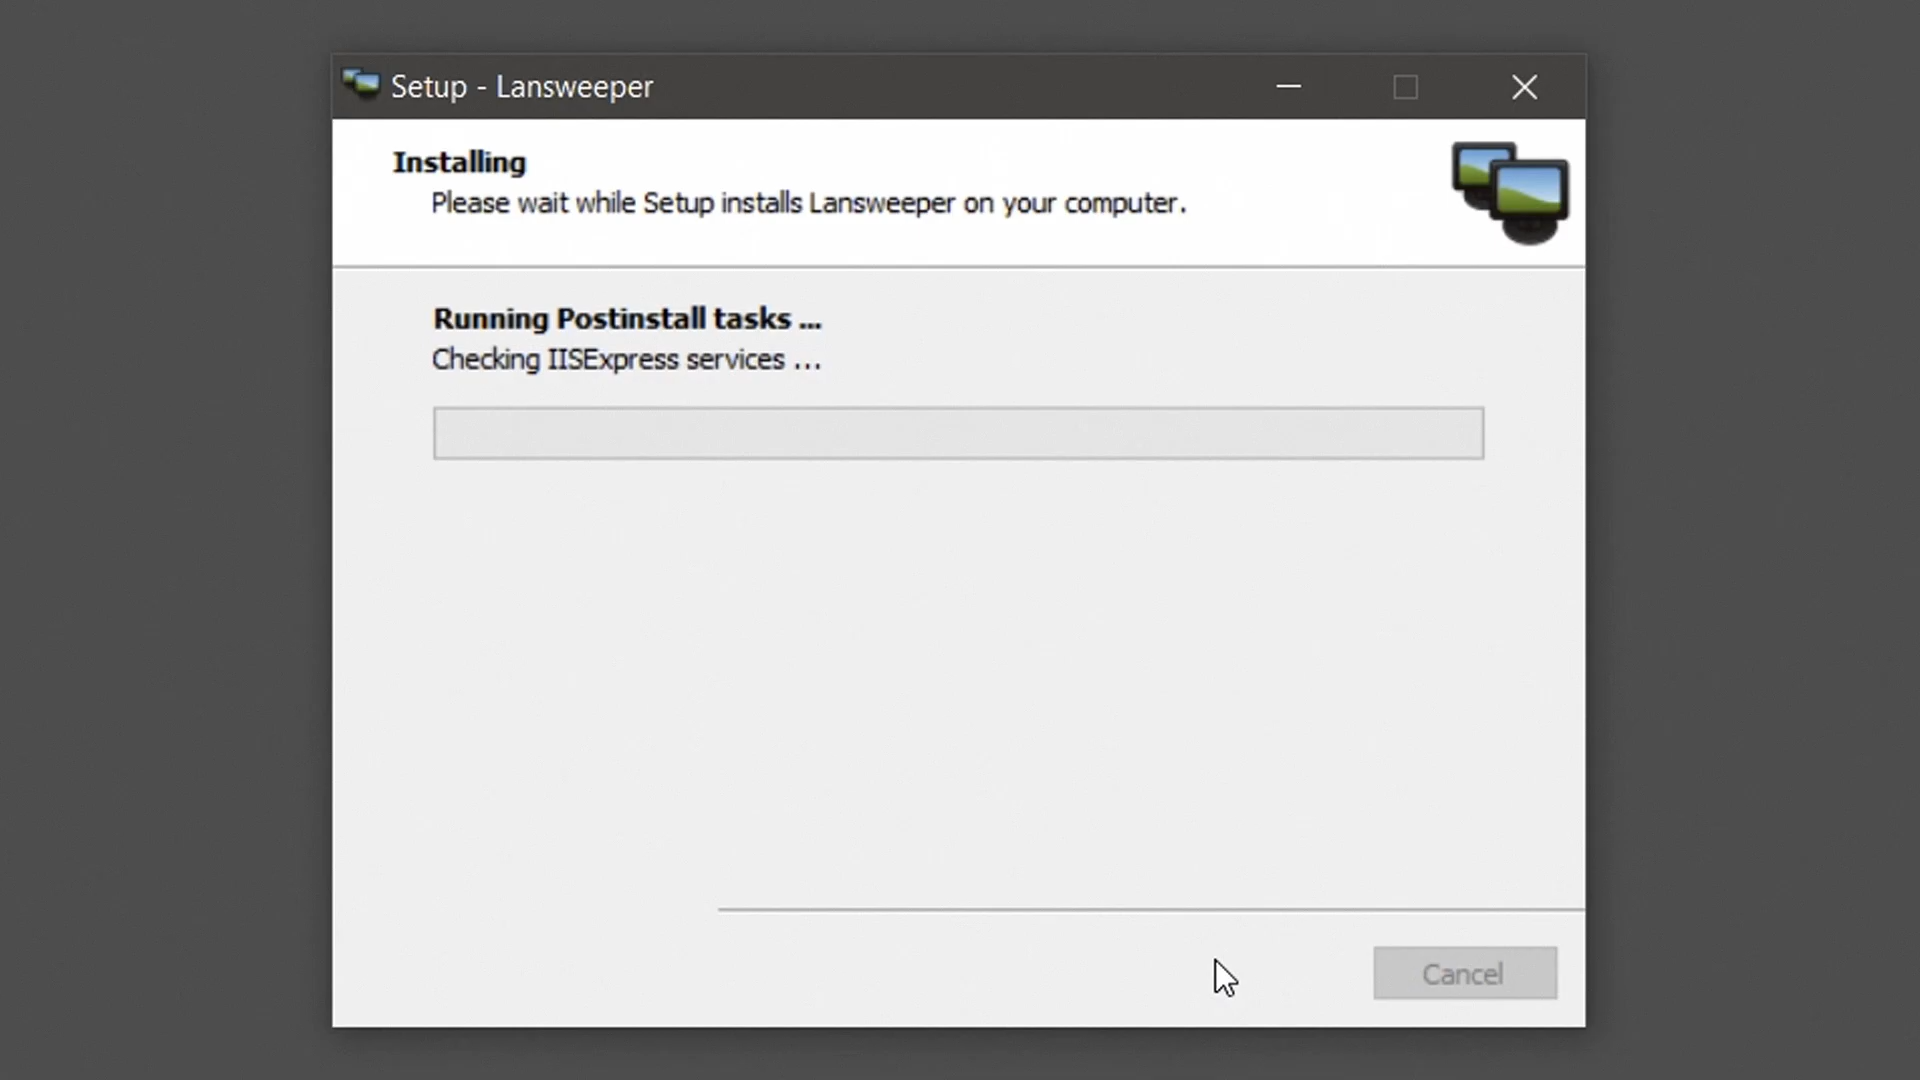 Setup - Lansweeper
Installing
Please wait while Setup installs Lansweeper on your computer.
Running Postinstall tasks ...
Checking IISExpress services ...
Cancel